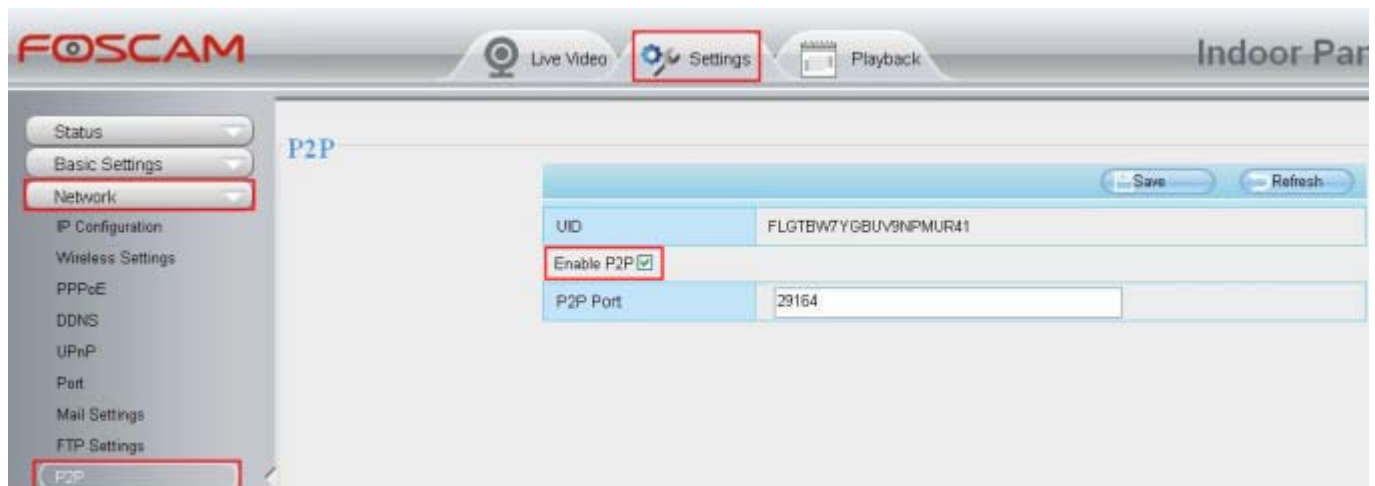 FOSCAM
Live Video
Settings
Playback
Indoor Pan
Status
Basic Settings
Network
IP Configuration
Wireless Settings
PPPoE
DDNS
UPnP
Port
Mail Settings
FTP Settings
P2P
P2P
Save
Refresh
UID FLGTBW7YGBUV9NPMUR41
Enable P2P
P2P Port 29164